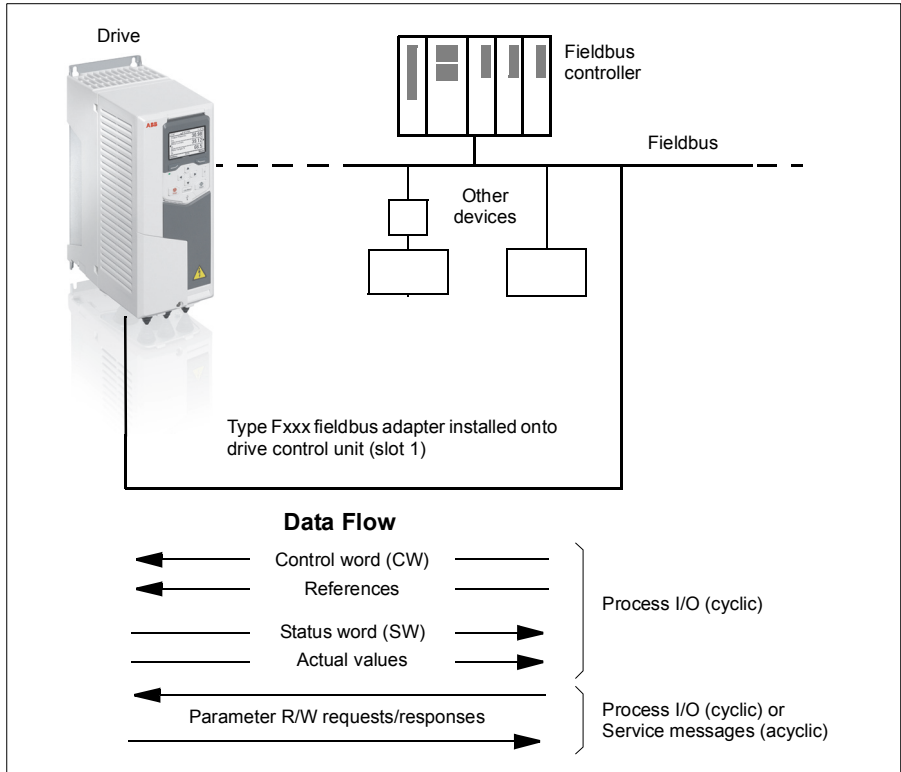 Drive
Fieldbus
controller
ABB
Fieldbus
Other
devices
Type Fxxx fieldbus adapter installed onto
drive control unit (slot 1)
Data Flow
Control word (CW)
References
Process I/O (cyclic)
Status word (SW)
Actual values
Parameter R/W requests/responses
Process I/O (cyclic) or
Service messages (acyclic)